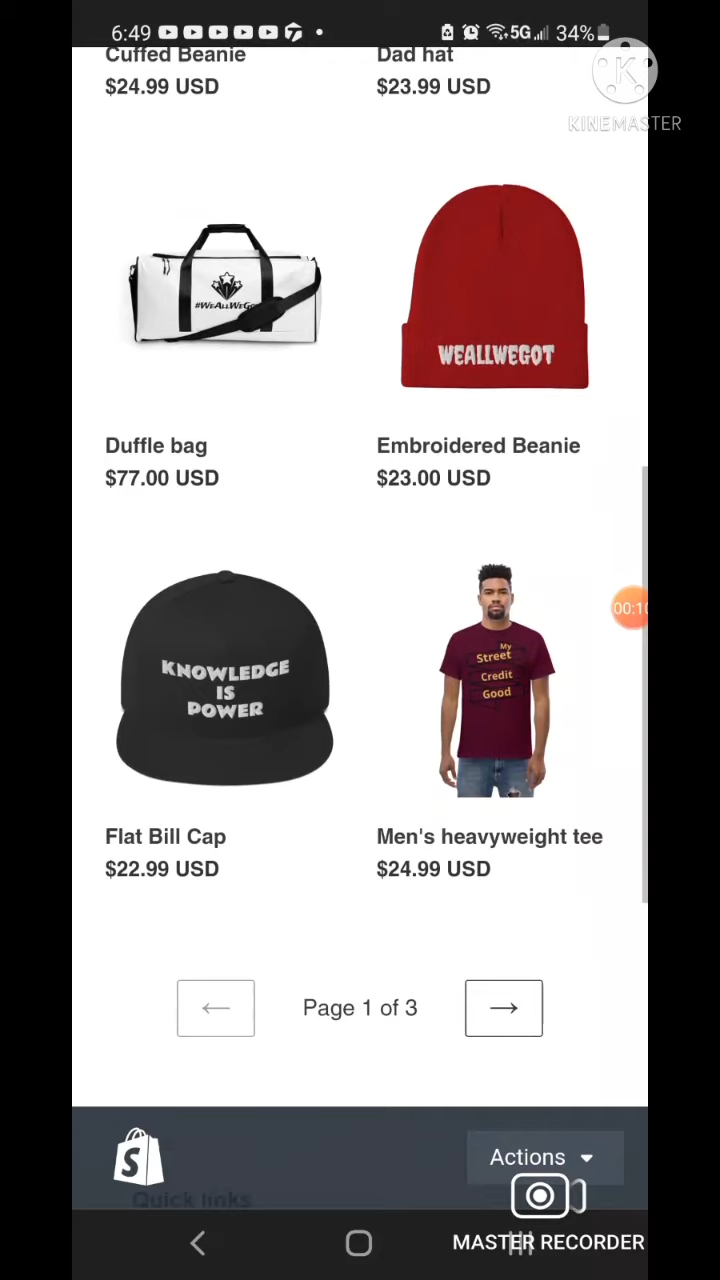 6:49
5G 34%
KINEMASTER
Cuffed Beanie
$24.99 USD
Dad hat
$23.99 USD
#WEALLWEGO
WEALLWEGOT
Duffle bag
$77.00 USD
Embroidered Beanie
$23.00 USD
KNOWLEDGE
IS
POWER
My
Street
Credit
Good
00:10
Flat Bill Cap
$22.99 USD
Men's heavyweight tee
$24.99 USD
← Page 1 of 3 →
Actions
Quick links
MASTER RECORDER